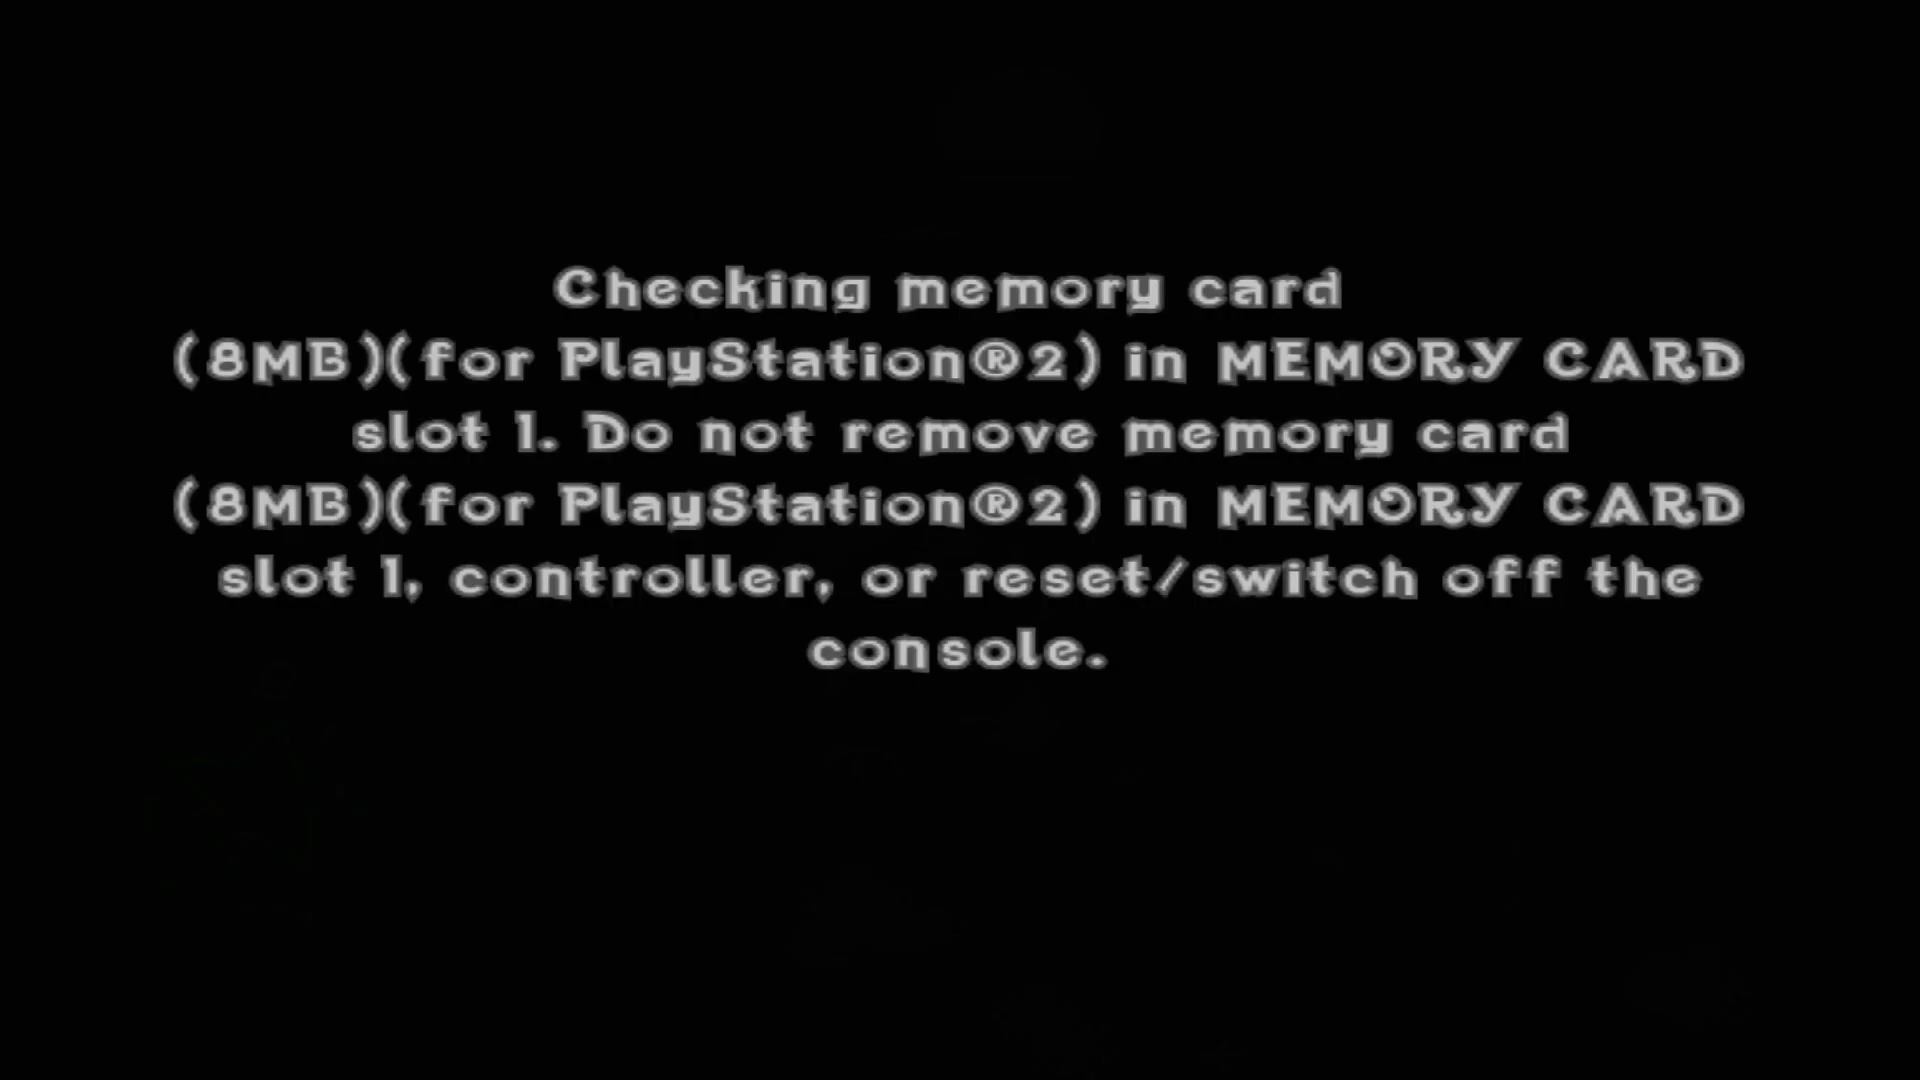 Checking memory card
(8MB)(for PlayStation®2) in MEMORY CARD
slot 1. Do not remove memory card
(8MB)(for PlayStation®2) in MEMORY CARD
slot 1, controller, or reset/switch off the
console.